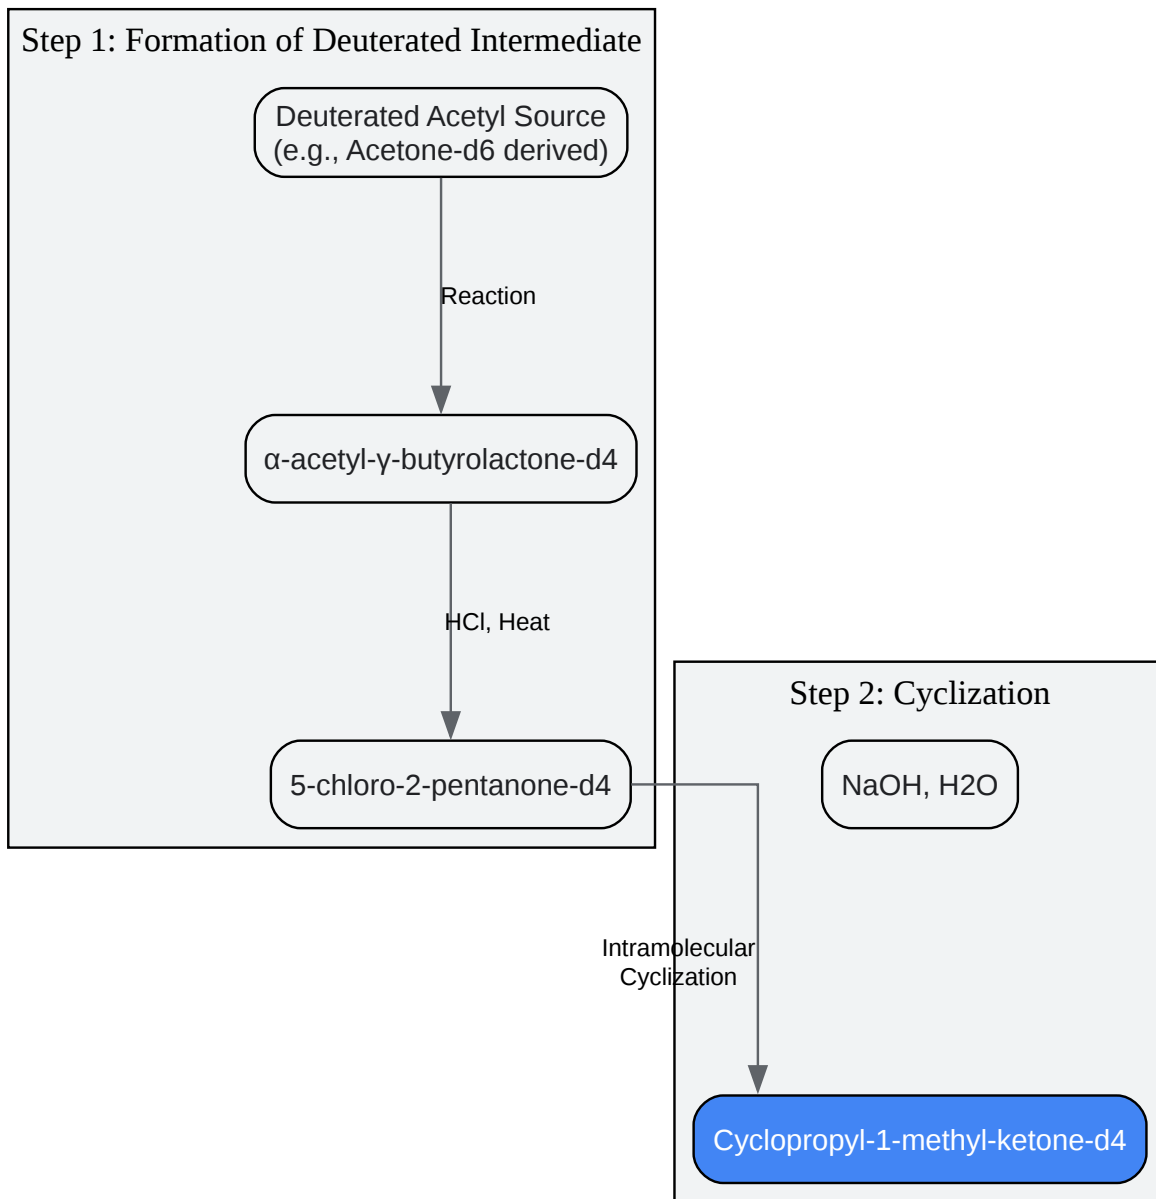 Step 1: Formation of Deuterated Intermediate
Deuterated Acetyl Source
(e.g., Acetone-d6 derived)
Reaction
α-acetyl-γ-butyrolactone-d4
HCl, Heat
5-chloro-2-pentanone-d4
Step 2: Cyclization
NaOH, H2O
Intramolecular
Cyclization
Cyclopropyl-1-methyl-ketone-d4